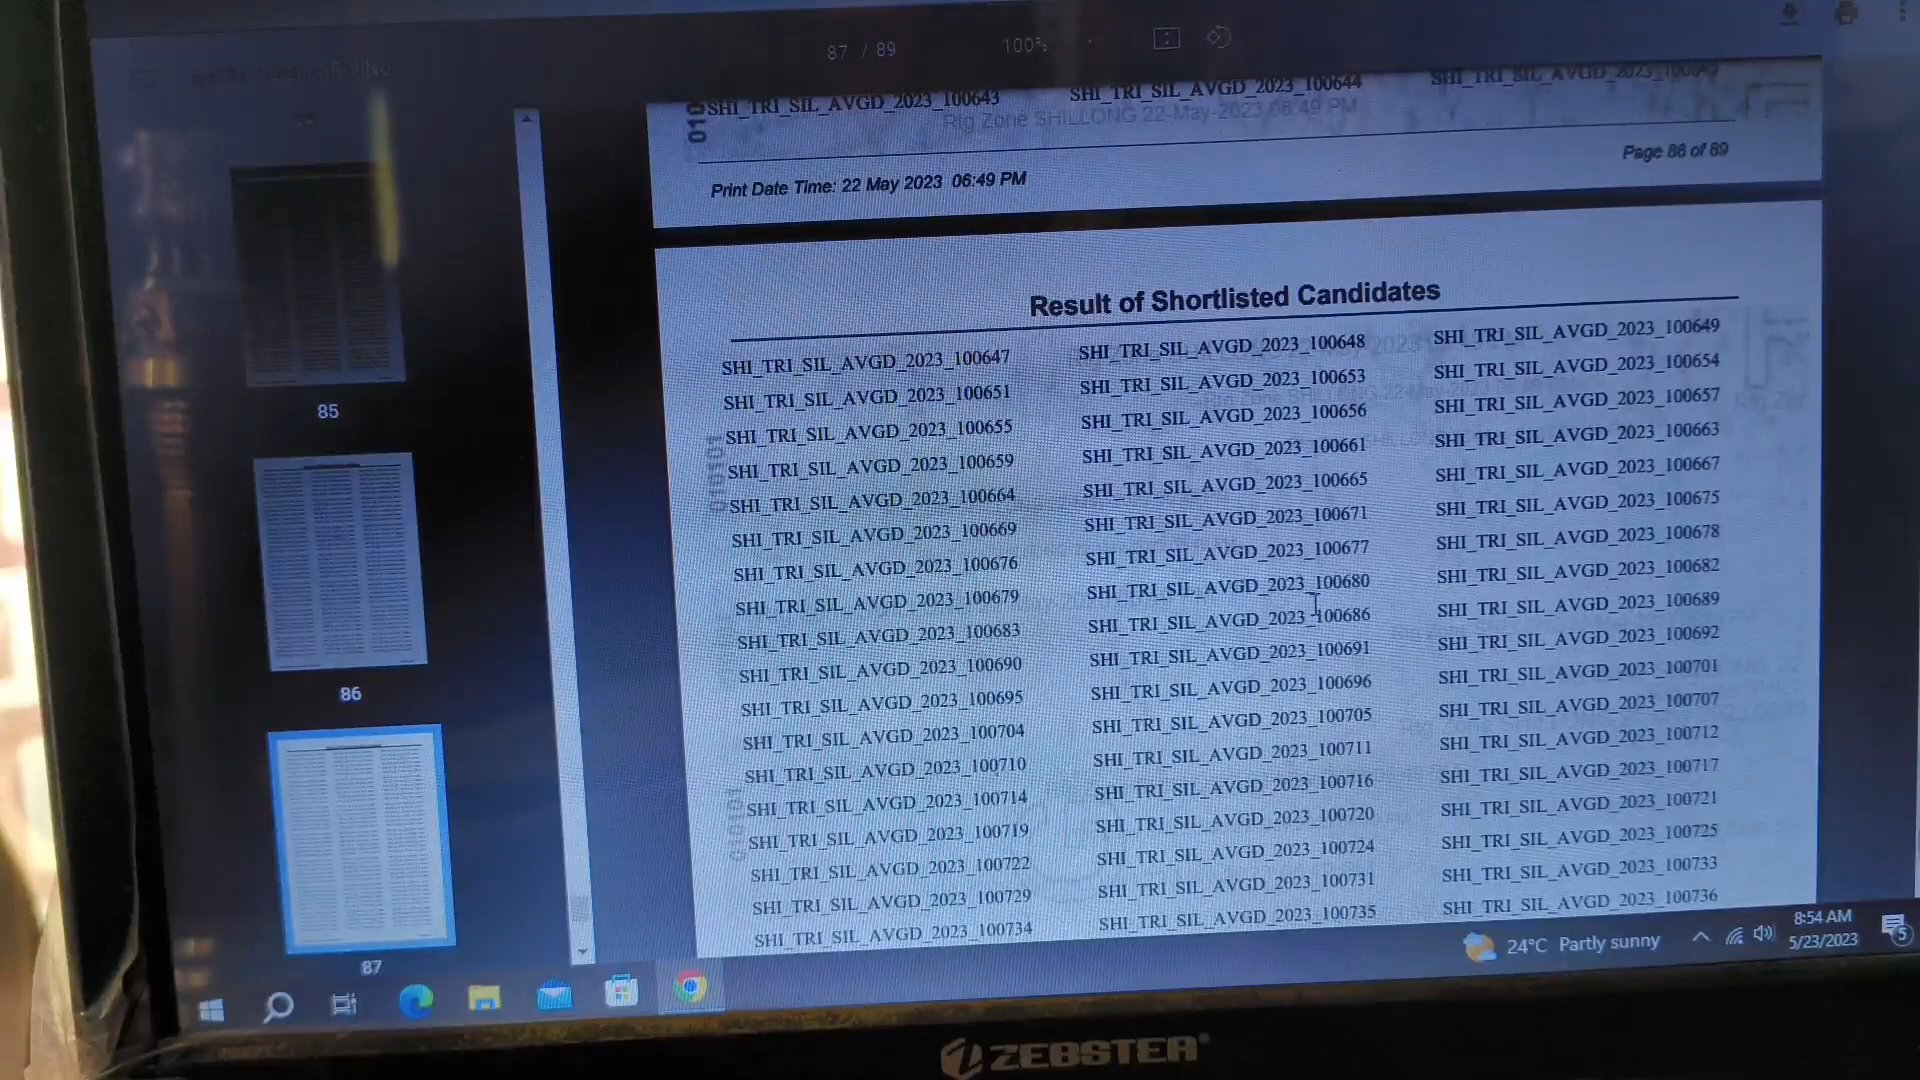 87 / 89 100%
SHI_TRI_SIL_AVGD_2023_100643 SHI_TRI_SIL_AVGD_2023_100644
Rtg Zone SHILLONG 22-May-2023 06:49 PM
Print Date Time: 22 May 2023 06:49 PM
Page 86 of 89
Result of Shortlisted Candidates
SHI_TRI_SIL_AVGD_2023_100647 SHI_TRI_SIL_AVGD_2023_100648 SHI_TRI_SIL_AVGD_2023_100649
SHI_TRI_SIL_AVGD_2023_100651 SHI_TRI_SIL_AVGD_2023_100653 SHI_TRI_SIL_AVGD_2023_100654
SHI_TRI_SIL_AVGD_2023_100655 SHI_TRI_SIL_AVGD_2023_100656 SHI_TRI_SIL_AVGD_2023_100657
SHI_TRI_SIL_AVGD_2023_100659 SHI_TRI_SIL_AVGD_2023_100661 SHI_TRI_SIL_AVGD_2023_100663
SHI_TRI_SIL_AVGD_2023_100664 SHI_TRI_SIL_AVGD_2023_100665 SHI_TRI_SIL_AVGD_2023_100667
SHI_TRI_SIL_AVGD_2023_100669 SHI_TRI_SIL_AVGD_2023_100671 SHI_TRI_SIL_AVGD_2023_100675
SHI_TRI_SIL_AVGD_2023_100676 SHI_TRI_SIL_AVGD_2023_100677 SHI_TRI_SIL_AVGD_2023_100678
SHI_TRI_SIL_AVGD_2023_100679 SHI_TRI_SIL_AVGD_2023_100680 SHI_TRI_SIL_AVGD_2023_100682
SHI_TRI_SIL_AVGD_2023_100683 SHI_TRI_SIL_AVGD_2023_100686 SHI_TRI_SIL_AVGD_2023_100689
SHI_TRI_SIL_AVGD_2023_100690 SHI_TRI_SIL_AVGD_2023_100691 SHI_TRI_SIL_AVGD_2023_100692
SHI_TRI_SIL_AVGD_2023_100695 SHI_TRI_SIL_AVGD_2023_100696 SHI_TRI_SIL_AVGD_2023_100701
SHI_TRI_SIL_AVGD_2023_100704 SHI_TRI_SIL_AVGD_2023_100705 SHI_TRI_SIL_AVGD_2023_100707
SHI_TRI_SIL_AVGD_2023_100710 SHI_TRI_SIL_AVGD_2023_100711 SHI_TRI_SIL_AVGD_2023_100712
SHI_TRI_SIL_AVGD_2023_100714 SHI_TRI_SIL_AVGD_2023_100716 SHI_TRI_SIL_AVGD_2023_100717
SHI_TRI_SIL_AVGD_2023_100719 SHI_TRI_SIL_AVGD_2023_100720 SHI_TRI_SIL_AVGD_2023_100721
SHI_TRI_SIL_AVGD_2023_100722 SHI_TRI_SIL_AVGD_2023_100724 SHI_TRI_SIL_AVGD_2023_100725
SHI_TRI_SIL_AVGD_2023_100729 SHI_TRI_SIL_AVGD_2023_100731 SHI_TRI_SIL_AVGD_2023_100733
SHI_TRI_SIL_AVGD_2023_100734 SHI_TRI_SIL_AVGD_2023_100735 SHI_TRI_SIL_AVGD_2023_100736
85
86
87
24°C Partly sunny
8:54 AM
5/23/2023
5
ZEBSTER